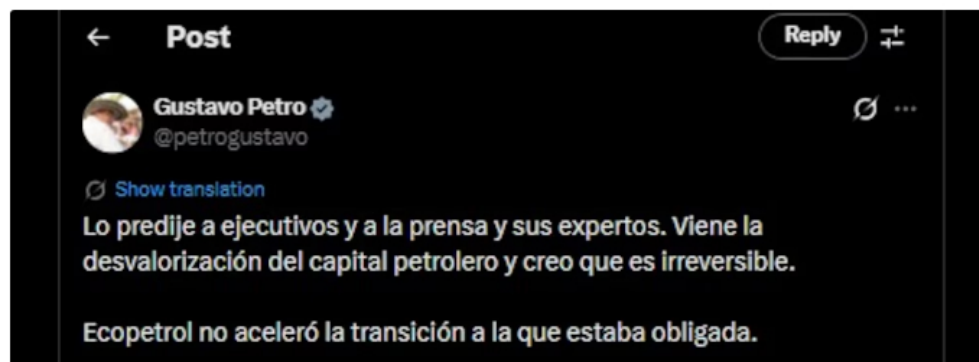 Post
Reply
Gustavo Petro
@petrogustavo
Show translation
Lo predije a ejecutivos y a la prensa y sus expertos. Viene la
desvalorización del capital petrolero y creo que es irreversible.
Ecopetrol no aceleró la transición a la que estaba obligada.